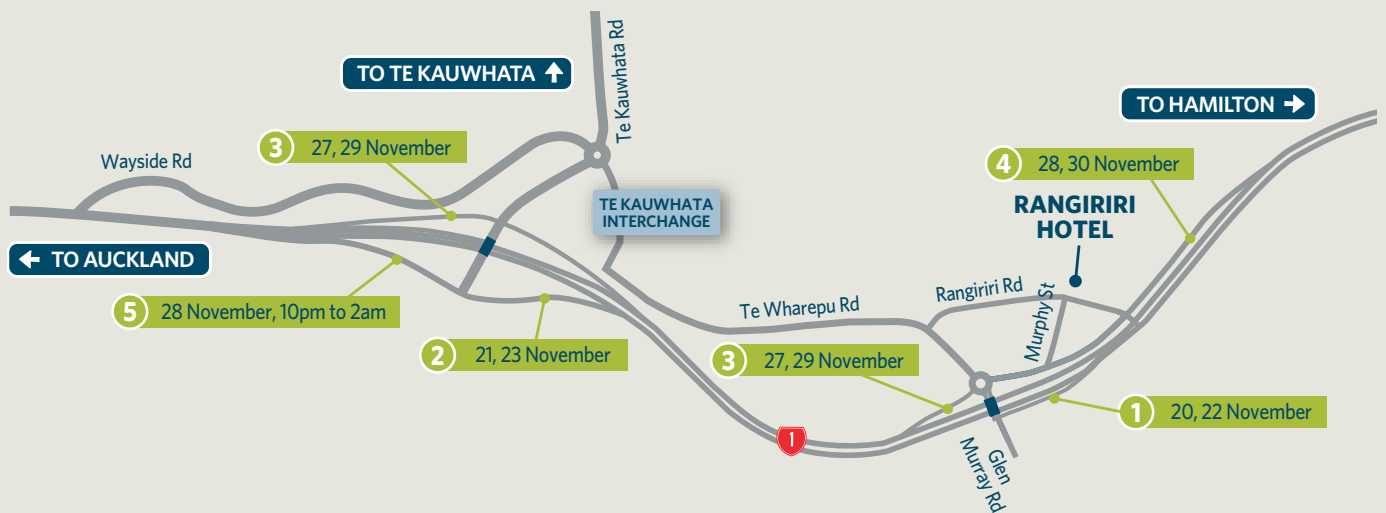 TO TE KAUWHATA
Te Kauwhata Rd
TO HAMILTON
3 27, 29 November
Wayside Rd
4 28, 30 November
TE KAUWHATA
INTERCHANGE
RANGIRIRI
HOTEL
TO AUCKLAND
5 28 November, 10pm to 2am
Te Wharepu Rd
Rangiriri Rd
Murphy St
2 21, 23 November
3 27, 29 November
1 20, 22 November
1
Glen
Murray Rd